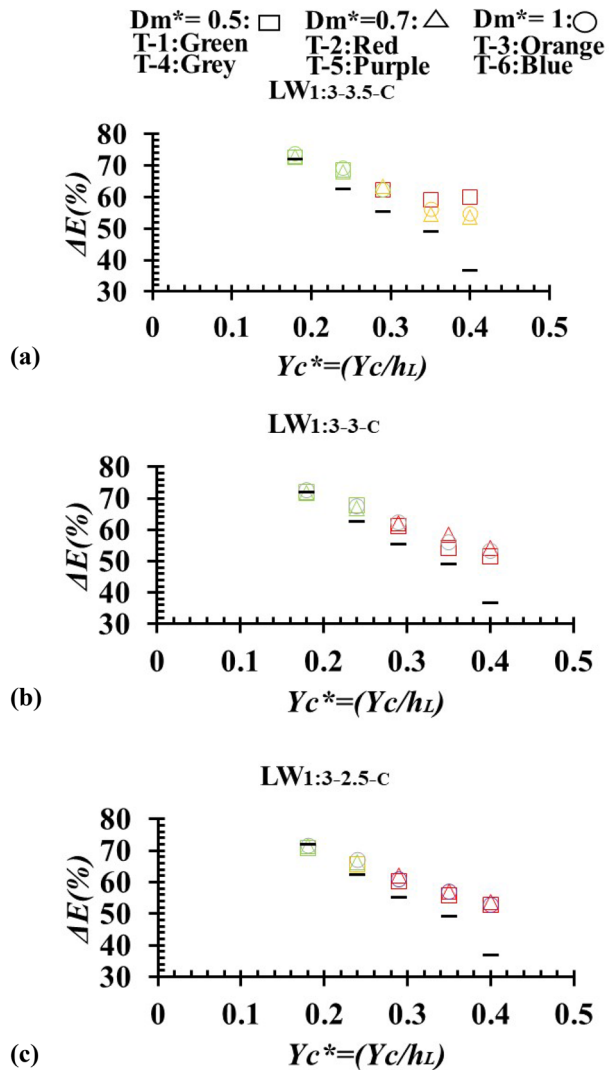 Dm*= 0.5: Dm*=0.7: Dm*= 1:
T-1:Green T-2:Red T-3:Orange
T-4:Grey T-5:Purple T-6:Blue
LW1:3-3.5-C
80
70
60
50
40
30
ΔE(%)
0 0.1 0.2 0.3 0.4 0.5
(a)
Yc*=(Yc/hL)
LW1:3-3-C
80
70
60
50
40
30
ΔE(%)
0 0.1 0.2 0.3 0.4 0.5
(b)
Yc*=(Yc/hL)
LW1:3-2.5-C
80
70
60
50
40
30
ΔE(%)
0 0.1 0.2 0.3 0.4 0.5
(c)
Yc*=(Yc/hL)